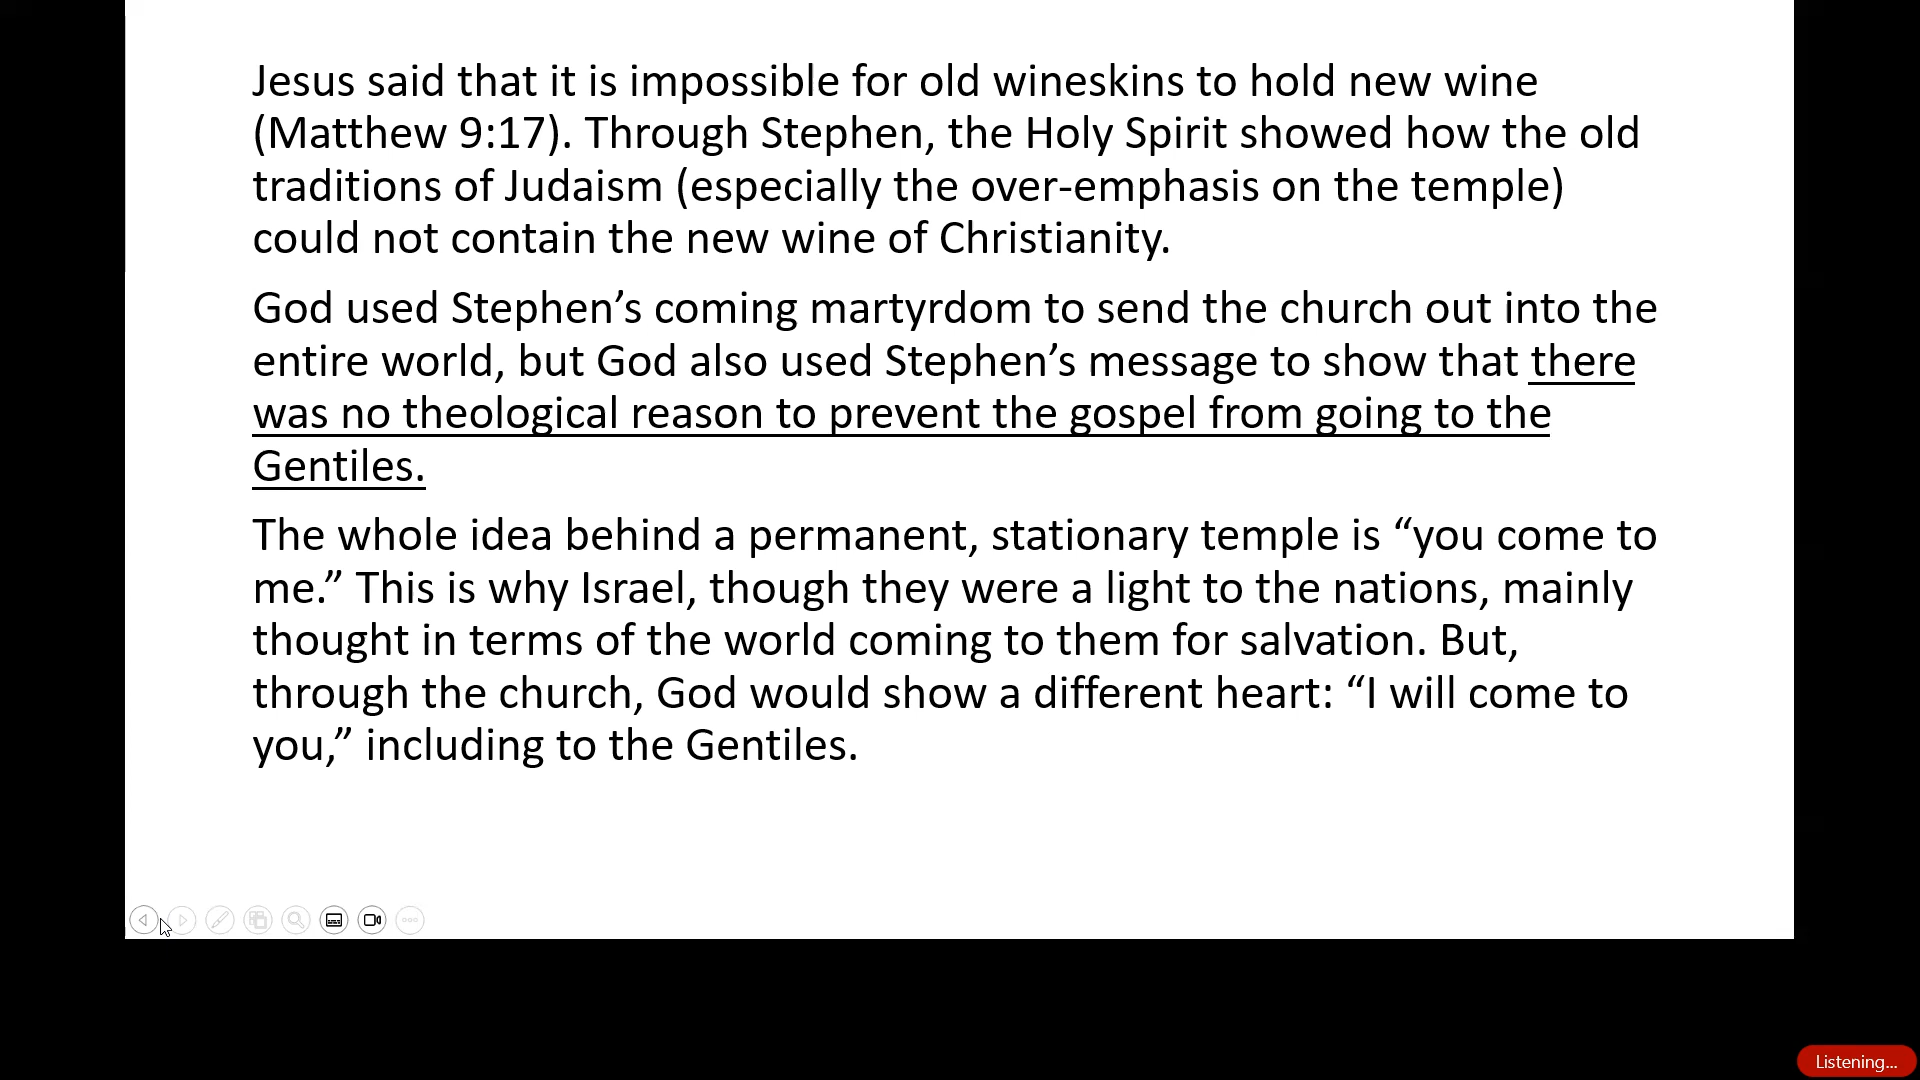 Jesus said that it is impossible for old wineskins to hold new wine
(Matthew 9:17). Through Stephen, the Holy Spirit showed how the old
traditions of Judaism (especially the over-emphasis on the temple)
could not contain the new wine of Christianity.
God used Stephen’s coming martyrdom to send the church out into the
entire world, but God also used Stephen’s message to show that there
was no theological reason to prevent the gospel from going to the
Gentiles.
The whole idea behind a permanent, stationary temple is “you come to
me.” This is why Israel, though they were a light to the nations, mainly
thought in terms of the world coming to them for salvation. But,
through the church, God would show a different heart: “I will come to
you,” including to the Gentiles.
Listening...